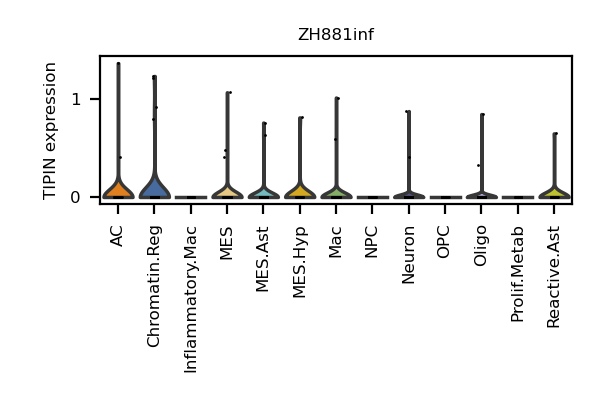 ZH881inf
TIPIN expression
1
0
AC
Chromatin.Reg
Inflammatory.Mac
MES
MES.Ast
MES.Hyp
Mac
NPC
Neuron
OPC
Oligo
Prolif.Metab
Reactive.Ast